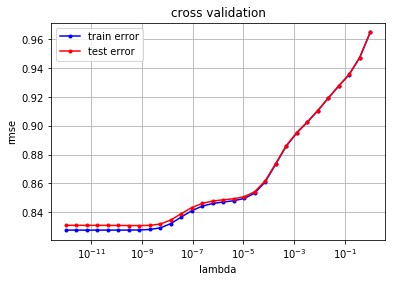 cross validation
train error
test error
rmse
0.96
0.94
0.92
0.90
0.88
0.86
0.84
10⁻¹¹ 10⁻⁹ 10⁻⁷ 10⁻⁵ 10⁻³ 10⁻¹
lambda